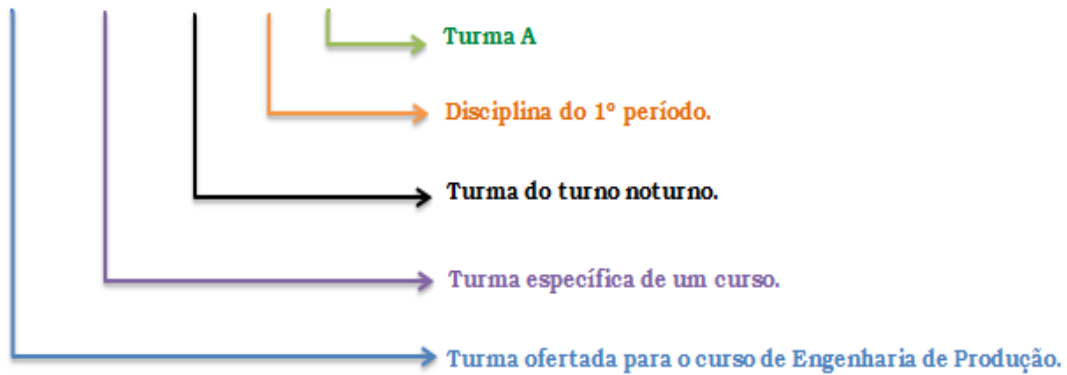 Turma A
Disciplina do 1º período.
Turma do turno noturno.
Turma específica de um curso.
Turma ofertada para o curso de Engenharia de Produção.